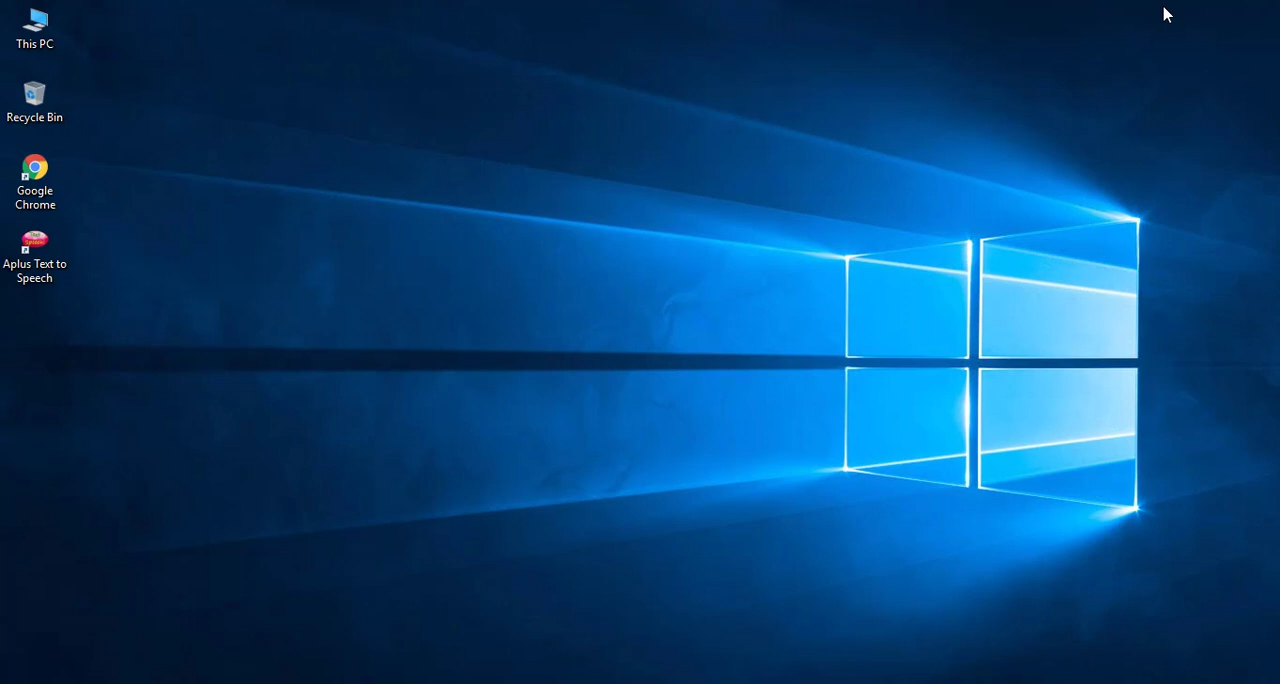 This PC
Recycle Bin
Google
Chrome
Aplus Text to
Speech